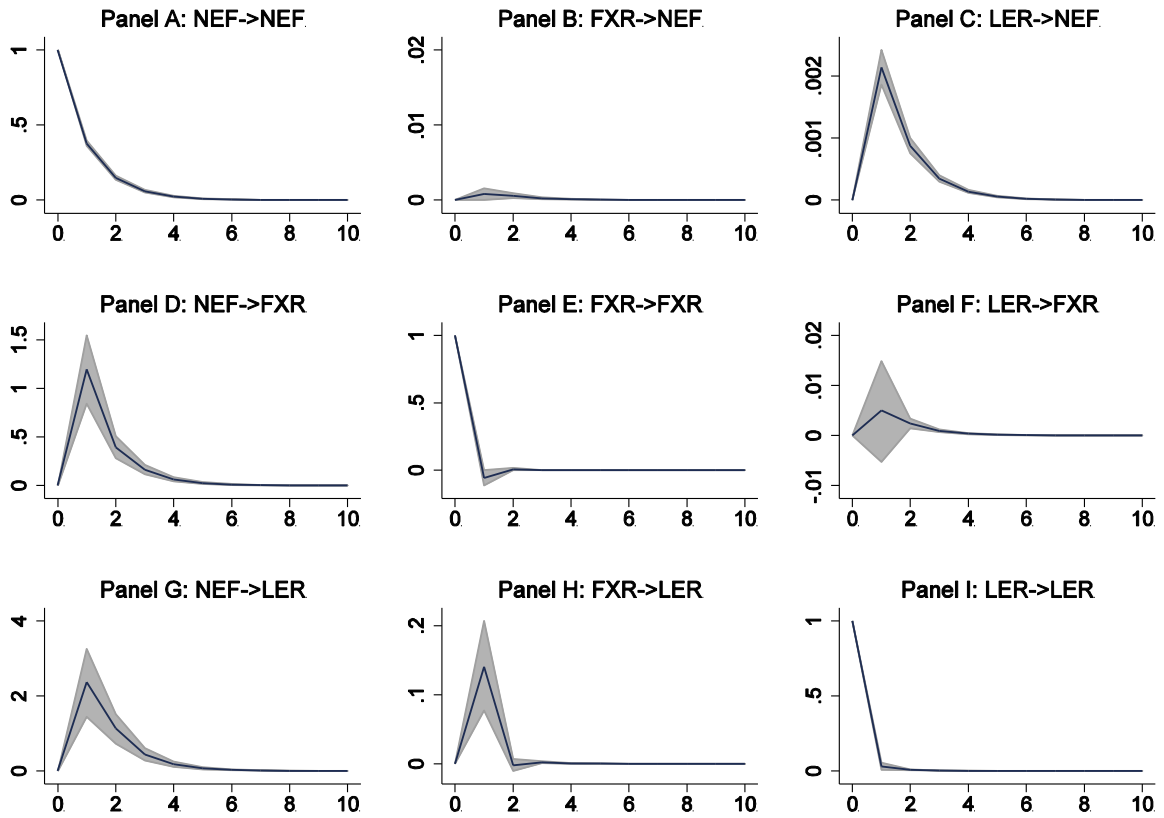 Panel A: NEF->NEF
1
.5
0
0 2 4 6 8 10
Panel B: FXR->NEF
.02
.01
0
0 2 4 6 8 10
Panel C: LER->NEF
.002
.001
0
0 2 4 6 8 10
Panel D: NEF->FXR
1.5
1
.5
0
0 2 4 6 8 10
Panel E: FXR->FXR
1
.5
0
0 2 4 6 8 10
Panel F: LER->FXR
.02
.01
0
-.01
0 2 4 6 8 10
Panel G: NEF->LER
4
2
0
0 2 4 6 8 10
Panel H: FXR->LER
.2
.1
0
0 2 4 6 8 10
Panel I: LER->LER
1
.5
0
0 2 4 6 8 10